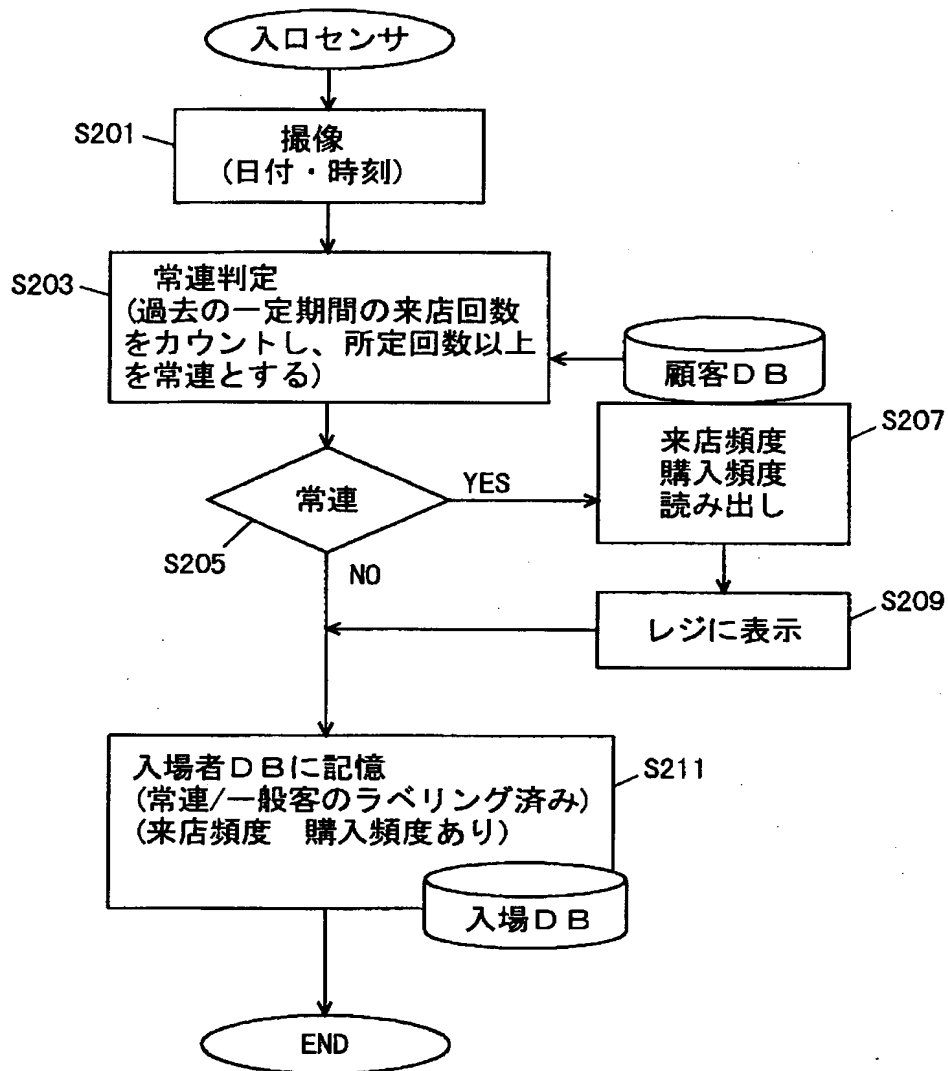 入口センサ
S201
撮像
(日付・時刻)
S203
常連判定
(過去の一定期間の来店回数
をカウントし、所定回数以上
を常連とする)
顧客DB
S207
来店頻度
購入頻度
読み出し
常連
YES
S205
NO
S209
レジに表示
S211
入場者DBに記憶
(常連/一般客のラベリング済み)
(来店頻度　購入頻度あり)
入場DB
END